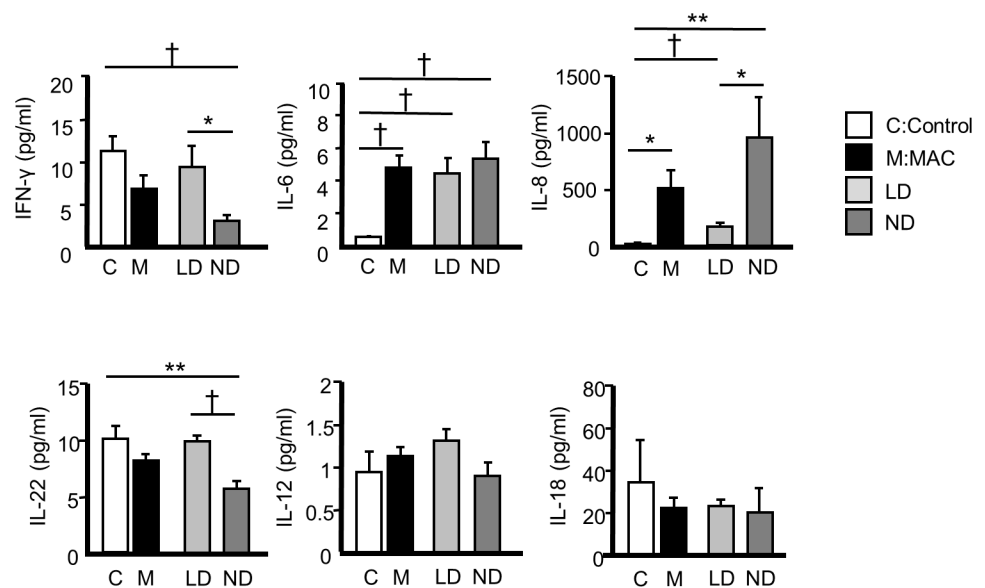 †
20
15
10
5
0
IFN-γ (pg/ml)
*
C M LD ND
†
†
†
10
8
6
4
2
0
IL-6 (pg/ml)
C M LD ND
**
†
*
*
1500
1000
500
0
IL-8 (pg/ml)
C M LD ND
C:Control
M:MAC
LD
ND
**
†
15
10
5
0
IL-22 (pg/ml)
C M LD ND
2
1.5
1
0.5
0
IL-12 (pg/ml)
C M LD ND
80
60
40
20
0
IL-18 (pg/ml)
C M LD ND